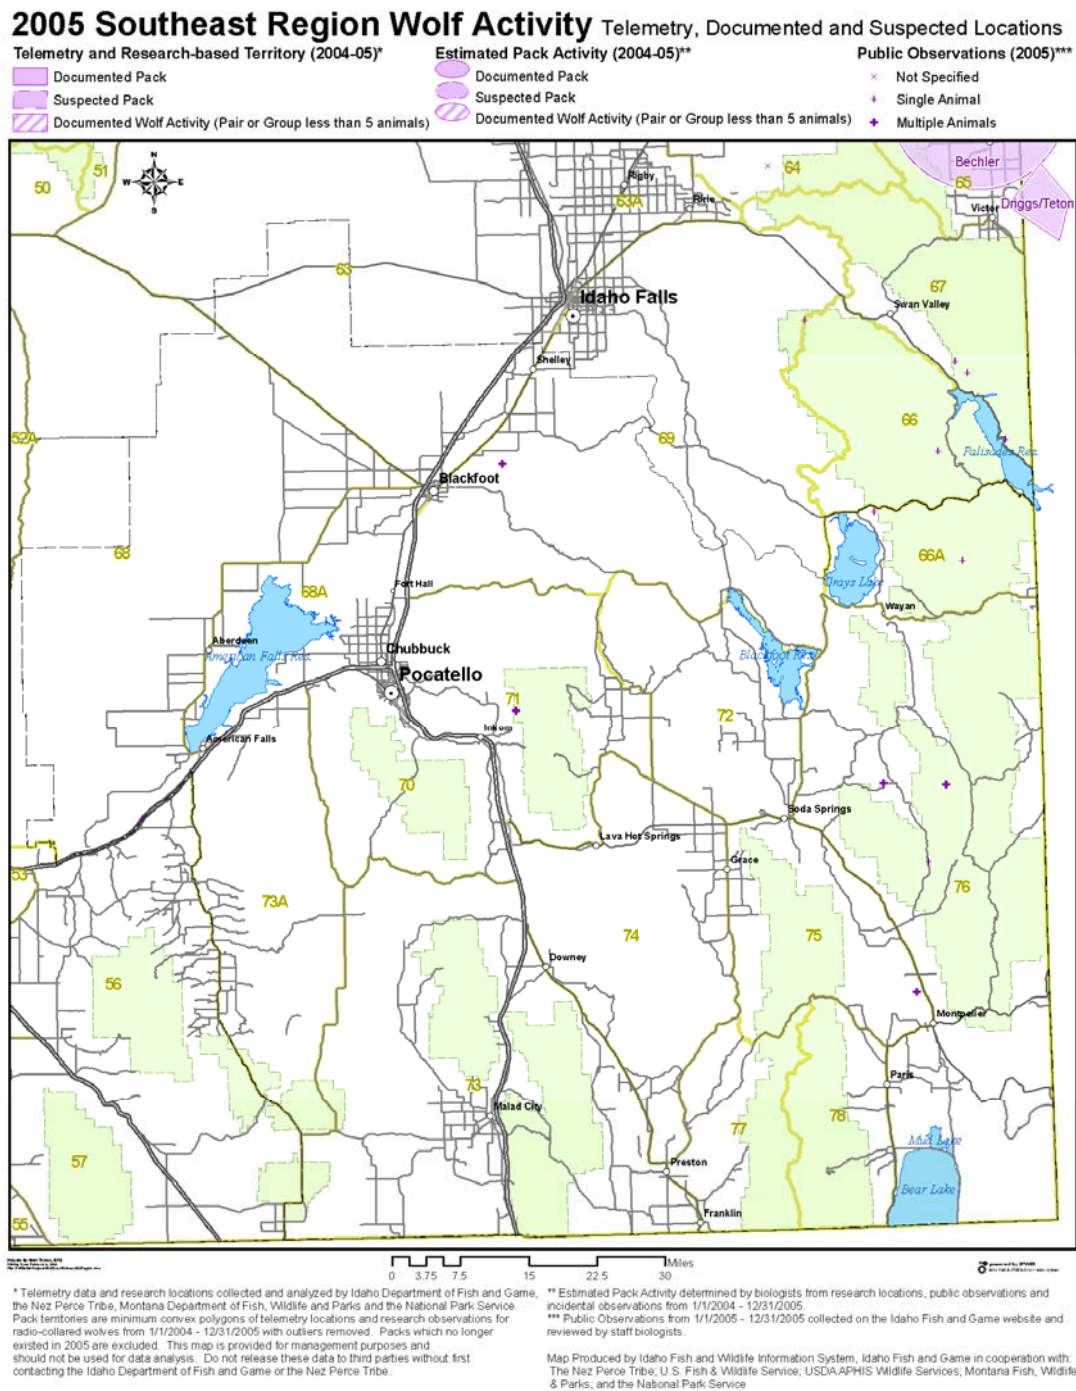 2005 Southeast Region Wolf Activity Telemetry, Documented and Suspected Locations
Telemetry and Research-based Territory (2004-05)*
Documented Pack
Suspected Pack
Documented Wolf Activity (Pair or Group less than 5 animals)
Estimated Pack Activity (2004-05)**
Documented Pack
Suspected Pack
Documented Wolf Activity (Pair or Group less than 5 animals)
Public Observations (2005)***
Not Specified
Single Animal
Multiple Animals
N
W E
S
50
51
Rigby
63A
Ririe
64
Bechler
65
Driggs/Teton
Victor
63
67
Idaho Falls
Swan Valley
Shelley
66
52A
69
Palisades Res.
Blackfoot
68
66A
Fort Hall
68A
Grays Lake
Wayan
Aberdeen
American Falls Res.
Chubbuck
Blackfoot Res.
Pocatello
71
72
Inkom
American Falls
70
Soda Springs
Lava Hot Springs
Grace
53
76
73A
74
75
Downey
56
Montpelier
Paris
73
Malad City
78
77
Mud Lake
57
Preston
Bear Lake
Franklin
55
Miles
0 3.75 7.5 15 22.5 30
* Telemetry data and research locations collected and analyzed by Idaho Department of Fish and Game,
the Nez Perce Tribe, Montana Department of Fish, Wildlife and Parks and the National Park Service.
Pack territories are minimum convex polygons of telemetry locations and research observations for
radio-collared wolves from 1/1/2004 - 12/31/2005 with outliers removed. Packs which no longer
existed in 2005 are excluded. This map is provided for management purposes and
should not be used for data analysis. Do not release these data to third parties without first
contacting the Idaho Department of Fish and Game or the Nez Perce Tribe.
** Estimated Pack Activity determined by biologists from research locations, public observations and
incidental observations from 1/1/2004 - 12/31/2005.
*** Public Observations from 1/1/2005 - 12/31/2005 collected on the Idaho Fish and Game website and
reviewed by staff biologists.
Map Produced by Idaho Fish and Wildlife Information System, Idaho Fish and Game in cooperation with:
The Nez Perce Tribe; U.S. Fish & Wildlife Service; USDA APHIS Wildlife Services; Montana Fish, Wildlife
& Parks; and the National Park Service